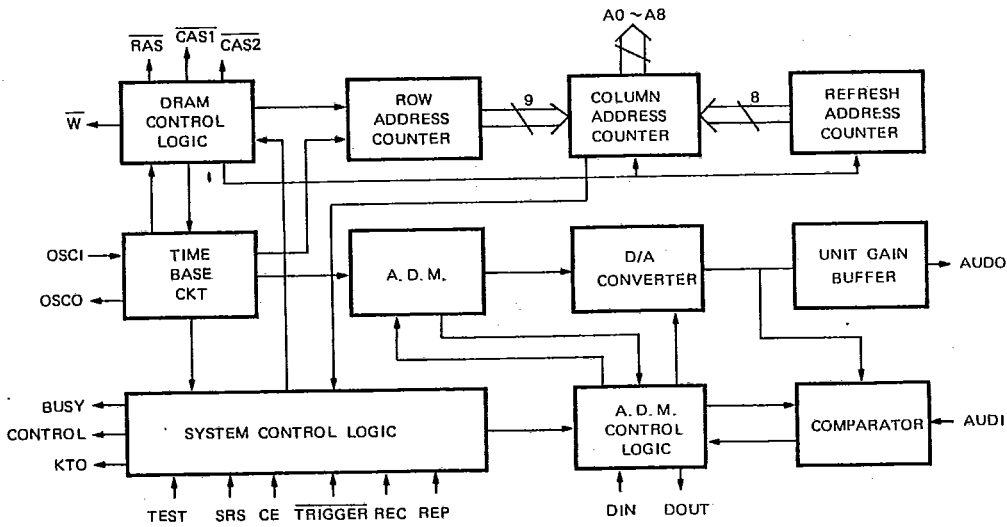 A0 ~ A8
RAS CAS1 CAS2
W
DRAM
CONTROL
LOGIC
ROW
ADDRESS
COUNTER
9
COLUMN
ADDRESS
COUNTER
8
REFRESH
ADDRESS
COUNTER
OSCI
OSCO
TIME
BASE
CKT
A. D. M.
D/A
CONVERTER
UNIT GAIN
BUFFER
AUDO
BUSY
CONTROL
KTO
SYSTEM CONTROL LOGIC
A. D. M.
CONTROL
LOGIC
COMPARATOR
AUDI
TEST SRS CE TRIGGER REC REP
DIN DOUT